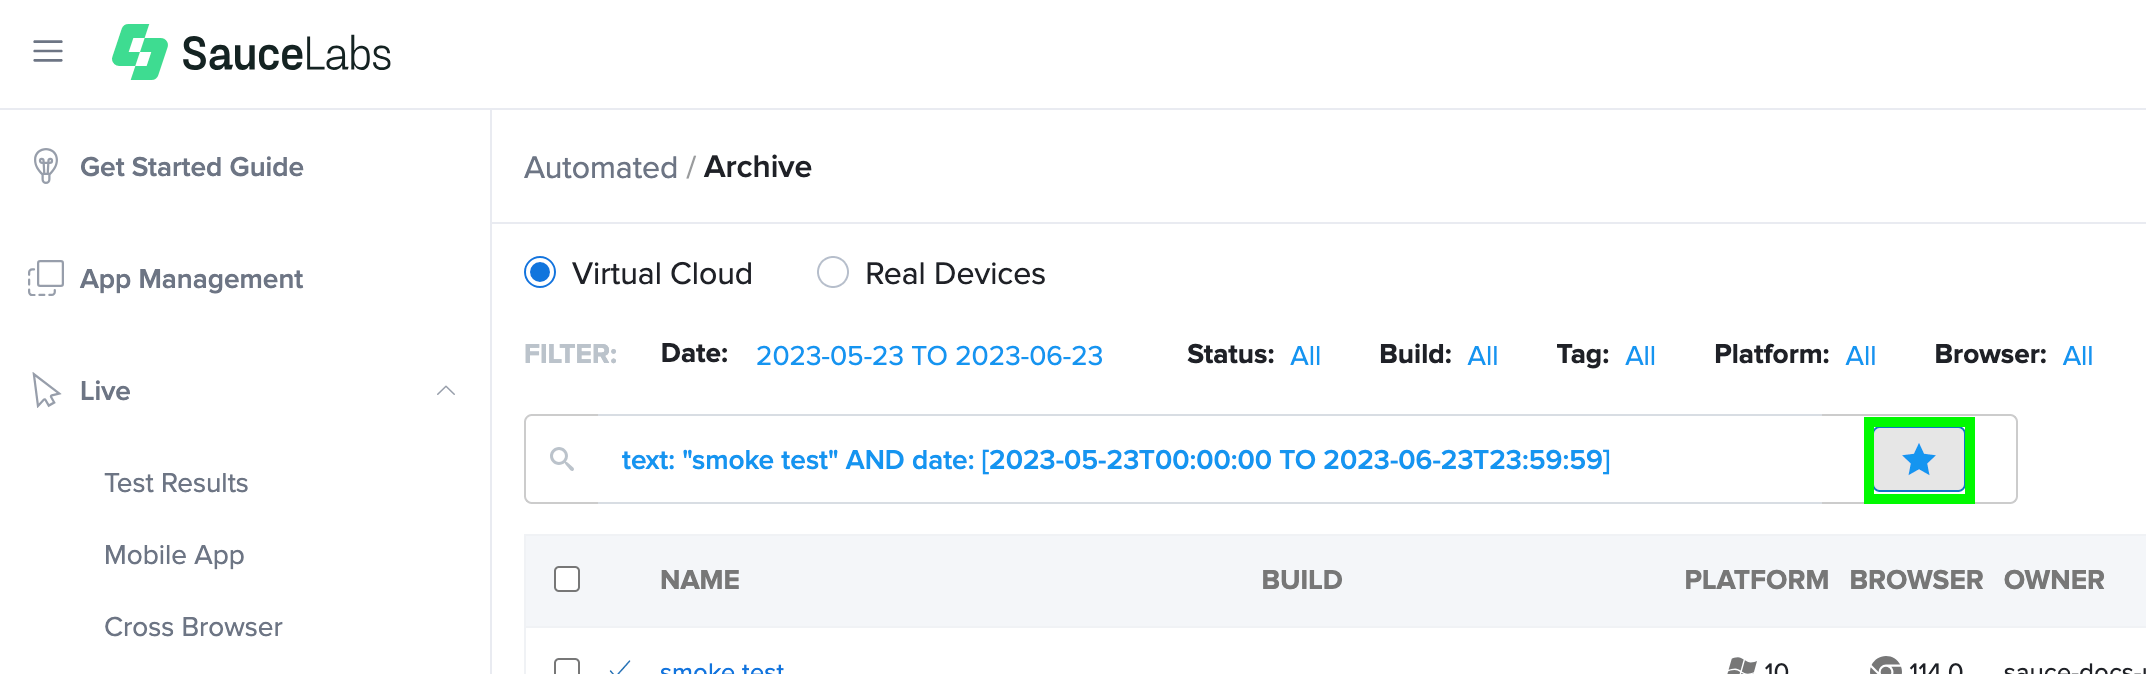 SauceLabs
Get Started Guide
App Management
Live
Test Results
Mobile App
Cross Browser
Automated / Archive
Virtual Cloud Real Devices
FILTER: Date: 2023-05-23 TO 2023-06-23 Status: All Build: All Tag: All Platform: All Browser: All
text: "smoke test" AND date: [2023-05-23T00:00:00 TO 2023-06-23T23:59:59]
NAME BUILD PLATFORM BROWSER OWNER
smoke test 10 114.0 sauce-docs-